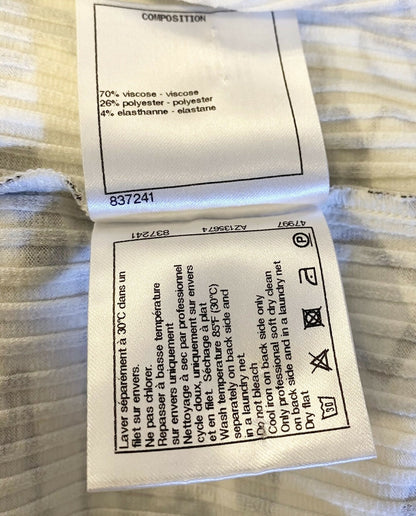 COMPOSITION
70% viscose - viscose
26% polyester - polyester
4% elasthanne - elastane
837241
837241 AZ135674 47997
Laver séparèment à 30°C dans un
filet sur envers.
Ne pas chlorer.
Repasser à basse température
sur envers uniquement
Nettoyage à sec par professionnel
cycle doux, uniquement sur envers
et en filet. Séchage à plat
Wash temperature 85°F (30°C)
separately on back side and
in a laundry net
Do not bleach
Cool iron on back side only
Only professional soft dry clean
on back side and in a laundry net
Dry flat
30
P